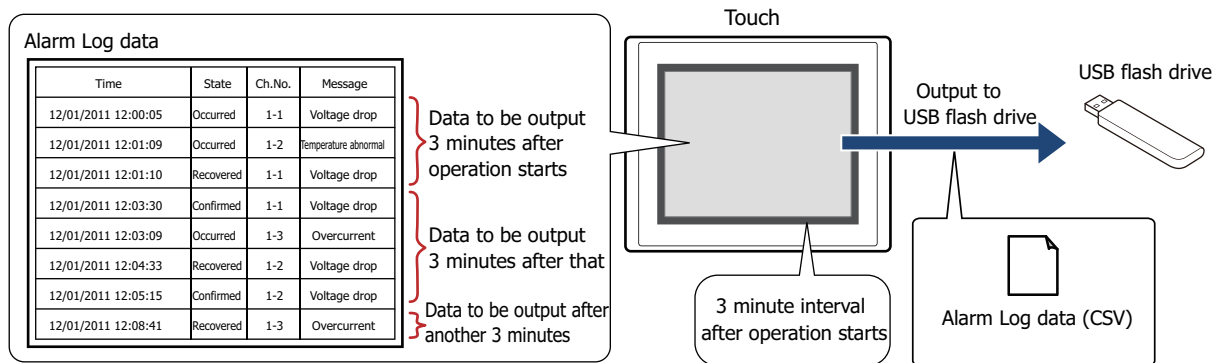 Alarm Log data
Time State Ch.No. Message
12/01/2011 12:00:05 Occurred 1-1 Voltage drop
12/01/2011 12:01:09 Occurred 1-2 Temperature abnormal
12/01/2011 12:01:10 Recovered 1-1 Voltage drop
12/01/2011 12:03:30 Confirmed 1-1 Voltage drop
12/01/2011 12:03:09 Occurred 1-3 Overcurrent
12/01/2011 12:04:33 Recovered 1-2 Voltage drop
12/01/2011 12:05:15 Confirmed 1-2 Voltage drop
12/01/2011 12:08:41 Recovered 1-3 Overcurrent
Data to be output
3 minutes after
operation starts
Data to be output
3 minutes after that
Data to be output after
another 3 minutes
Touch
3 minute interval
after operation starts
Output to
USB flash drive
USB flash drive
Alarm Log data (CSV)